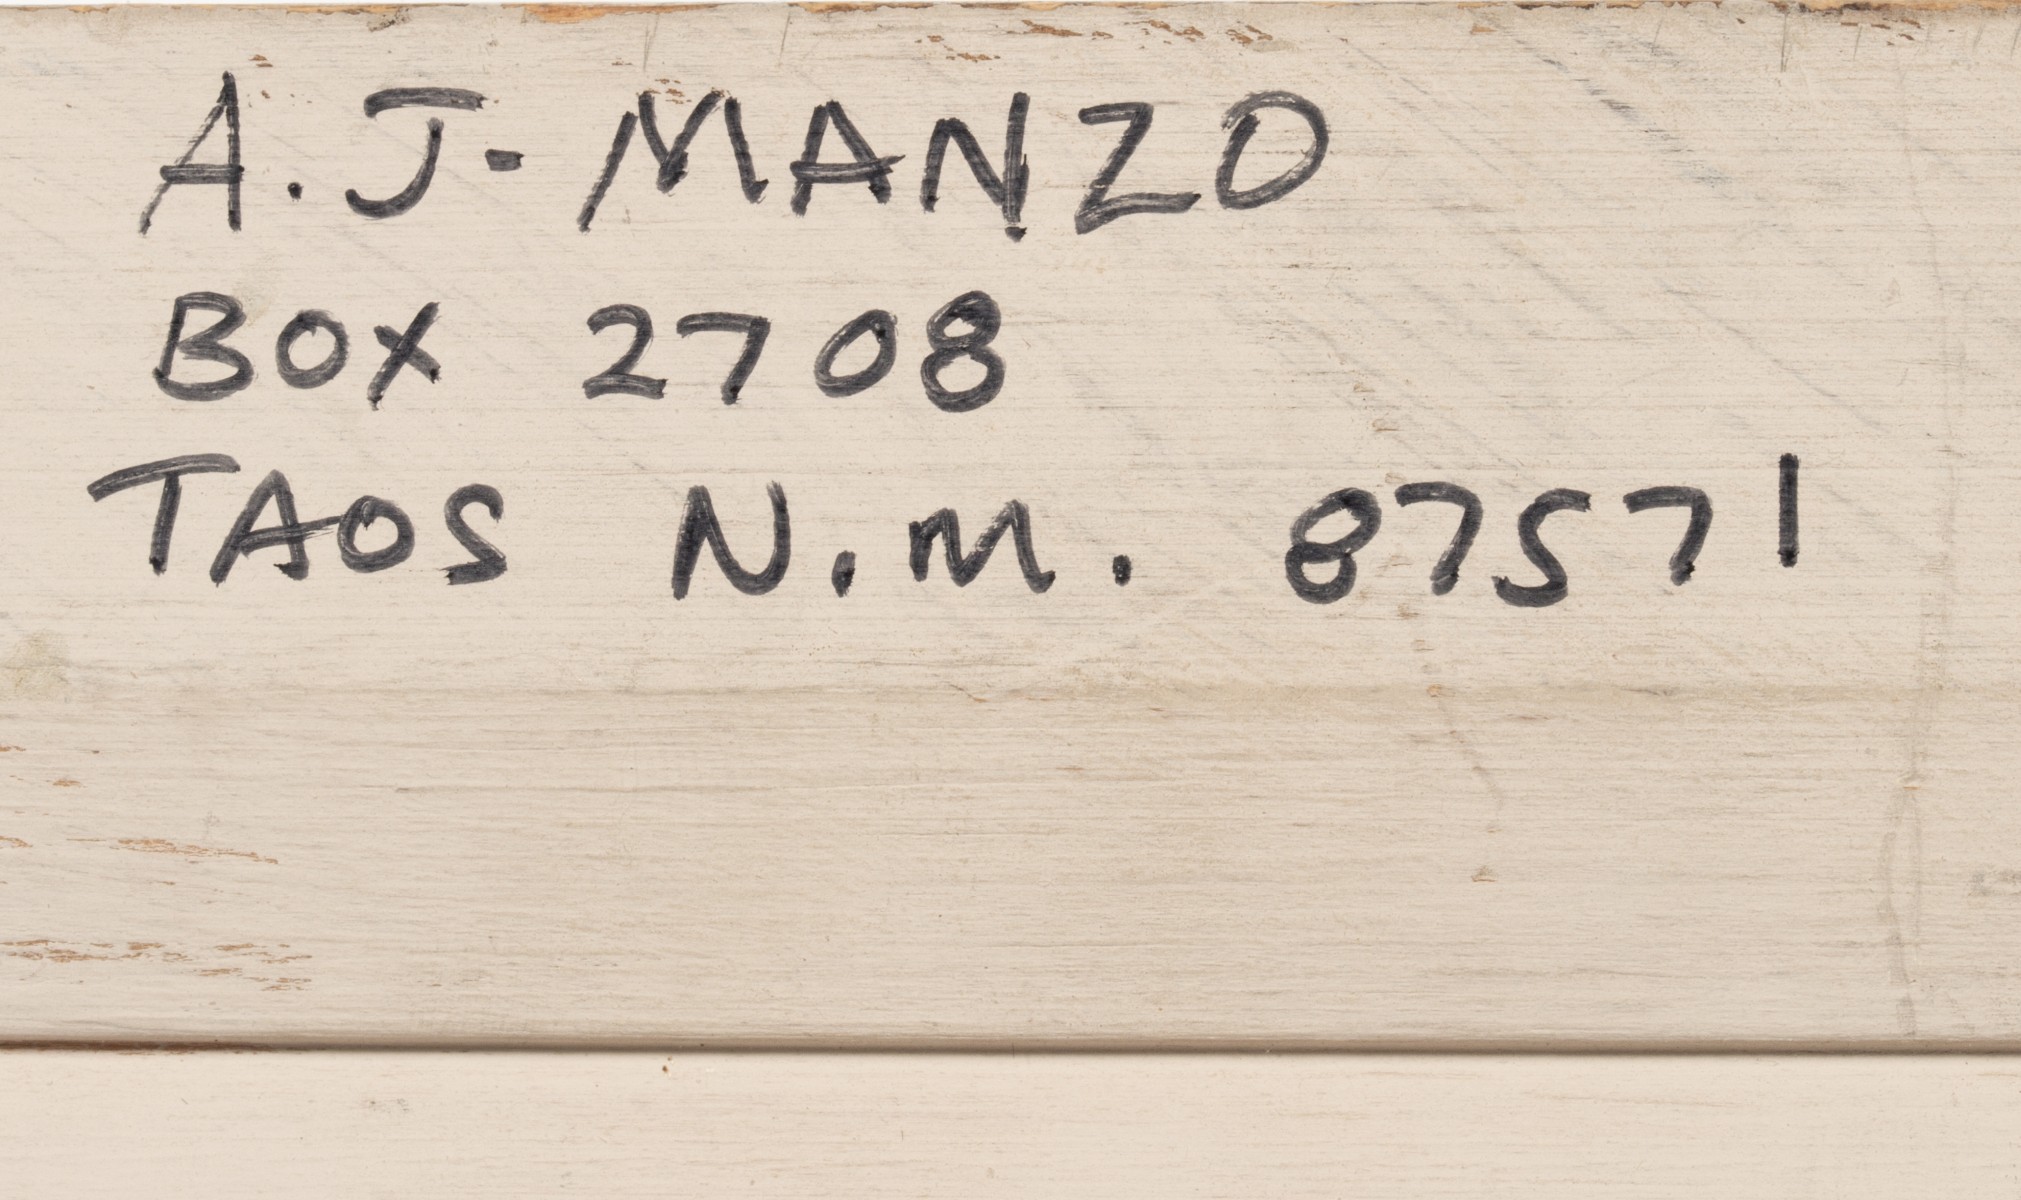 A. J- MANZO
BOX 2708
TAOS N.M. 87571